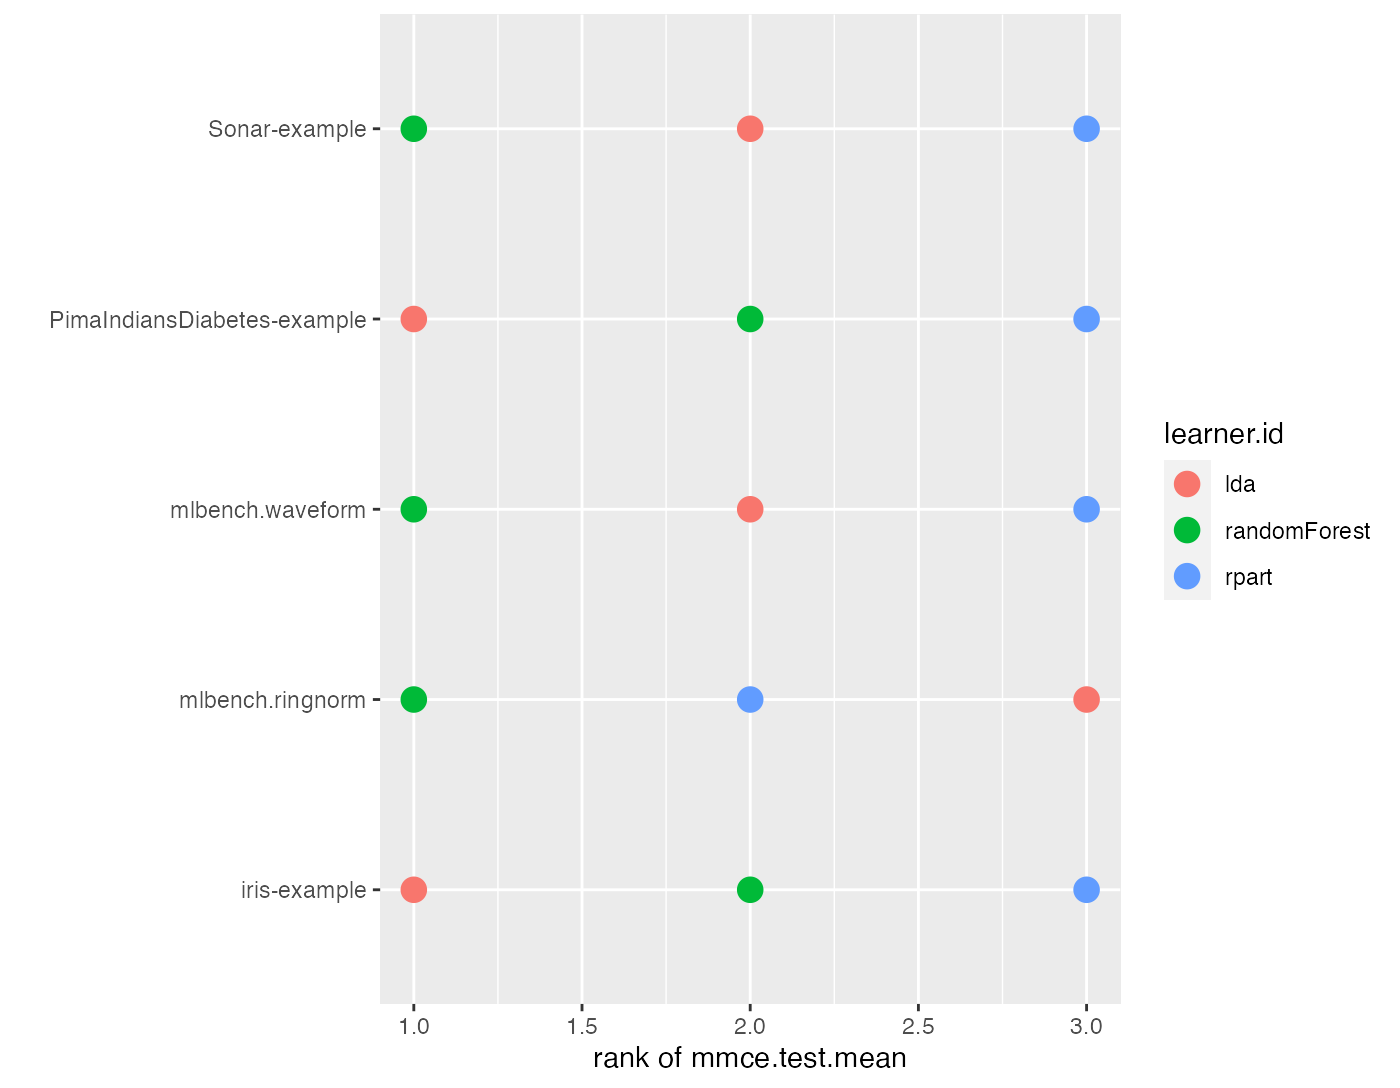 Sonar-example
PimaIndiansDiabetes-example
mlbench.waveform
mlbench.ringnorm
iris-example
1.0 1.5 2.0 2.5 3.0
rank of mmce.test.mean
learner.id
lda
randomForest
rpart